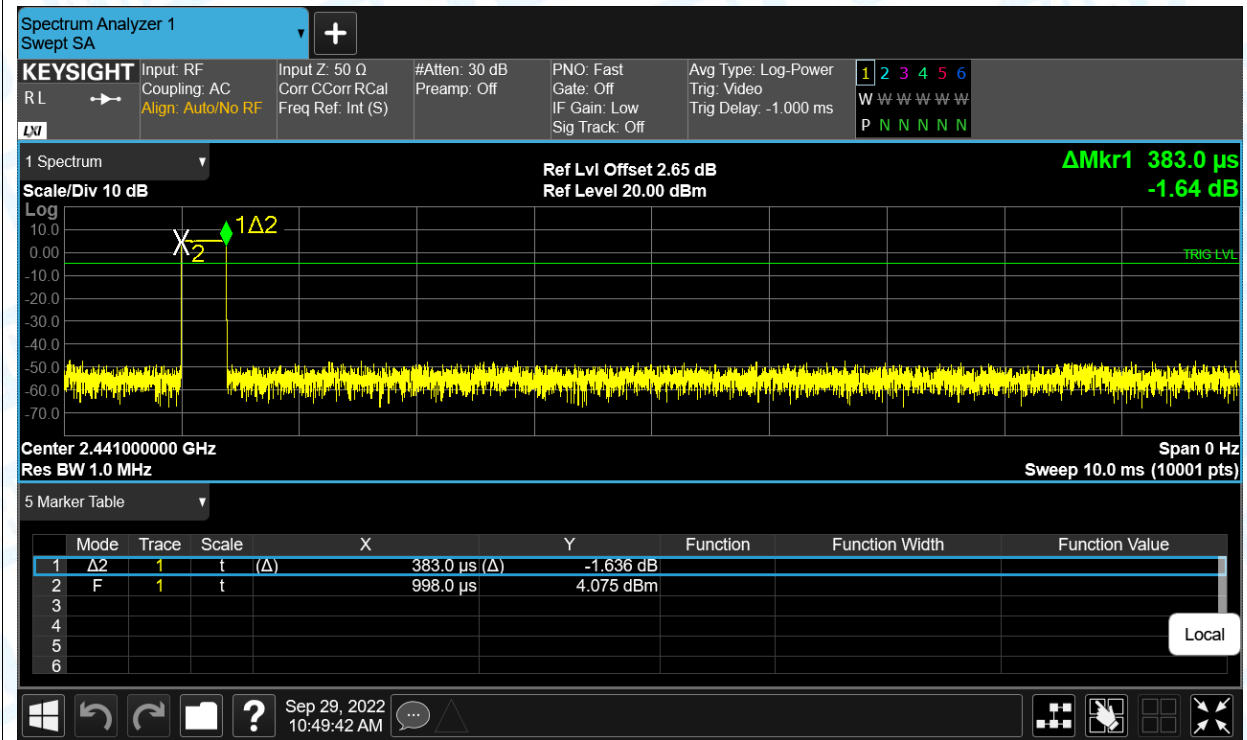 Spectrum Analyzer 1
Swept SA
KEYSIGHT
R L
LXI
Input: RF
Coupling: AC
Align: Auto/No RF
Input Z: 50 Ω
Corr CCorr RCal
Freq Ref: Int (S)
#Atten: 30 dB
Preamp: Off
PNO: Fast
Gate: Off
IF Gain: Low
Sig Track: Off
Avg Type: Log-Power
Trig: Video
Trig Delay: -1.000 ms
1 2 3 4 5 6
W W W W W W
P N N N N N
1 Spectrum
Scale/Div 10 dB
Ref Lvl Offset 2.65 dB
Ref Level 20.00 dBm
ΔMkr1 383.0 µs
-1.64 dB
Log
10.0
0.00
-10.0
-20.0
-30.0
-40.0
-50.0
-60.0
-70.0
1Δ2
X2
TRIG LVL
Center 2.441000000 GHz
Res BW 1.0 MHz
Span 0 Hz
Sweep 10.0 ms (10001 pts)
5 Marker Table
Mode Trace Scale X Y Function Function Width Function Value
1 Δ2 1 t (Δ) 383.0 µs (Δ) -1.636 dB
2 F 1 t 998.0 µs 4.075 dBm
3
4
5
6
Local
?
Sep 29, 2022
10:49:42 AM